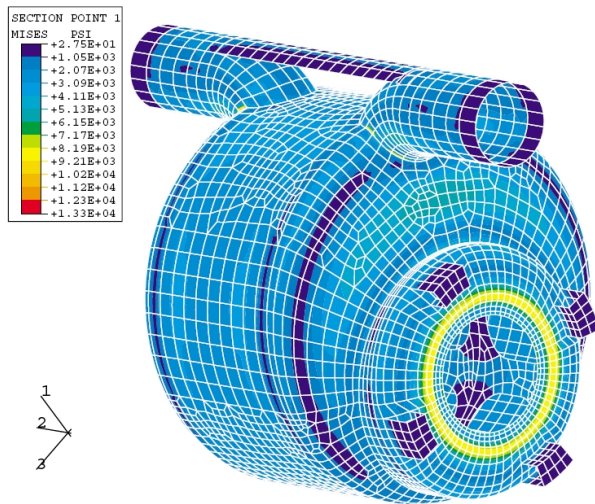 SECTION POINT 1
MISES PSI
+2.75E+01
+1.05E+03
+2.07E+03
+3.09E+03
+4.11E+03
+5.13E+03
+6.15E+03
+7.17E+03
+8.19E+03
+9.21E+03
+1.02E+04
+1.12E+04
+1.23E+04
+1.33E+04
1
2
3